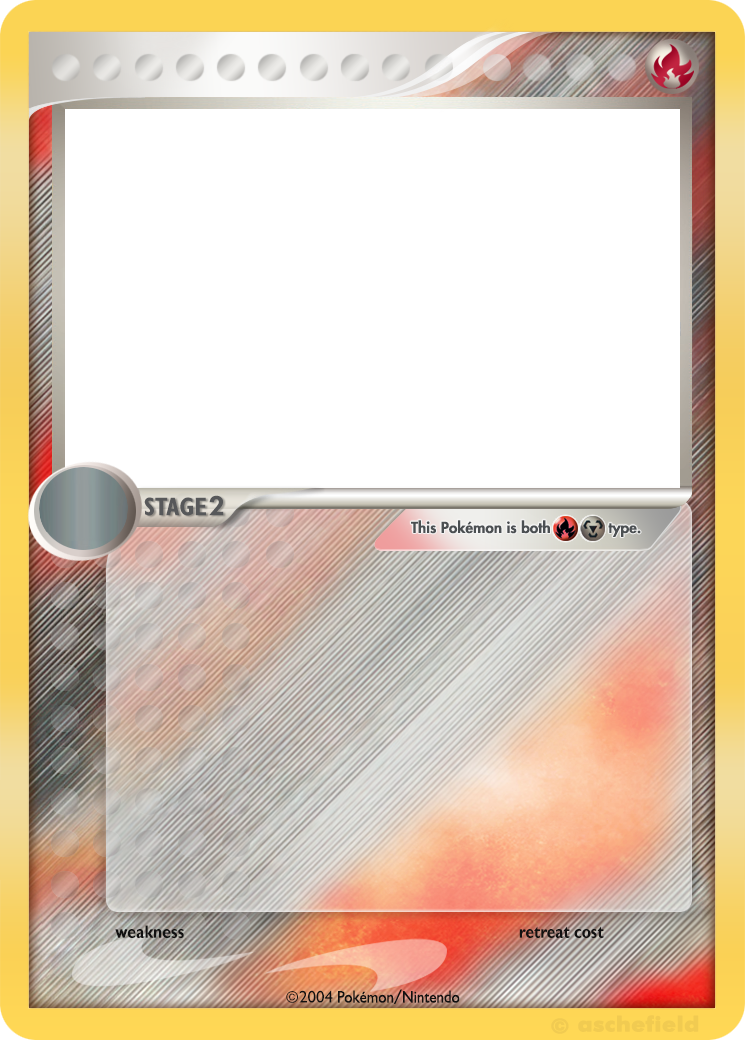 STAGE2
This Pokémon is both type.
weakness
retreat cost
©2004 Pokémon/Nintendo
© aschefield